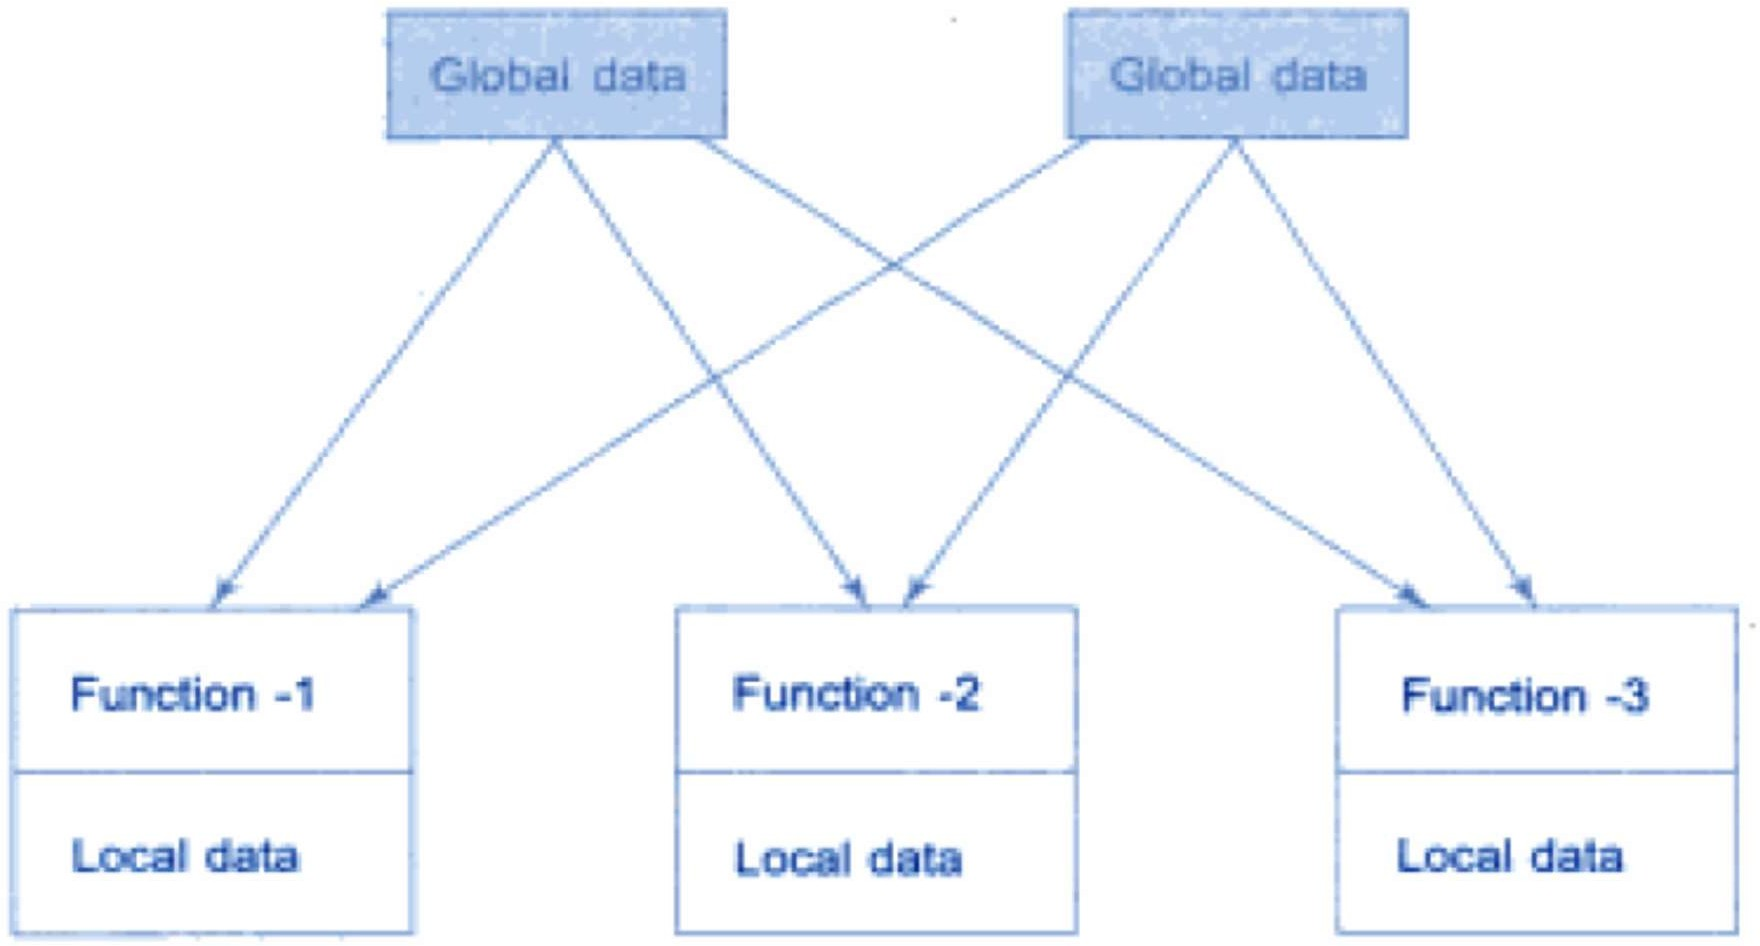 Global data
Global data
Function -1
Function -2
Function -3
Local data
Local data
Local data